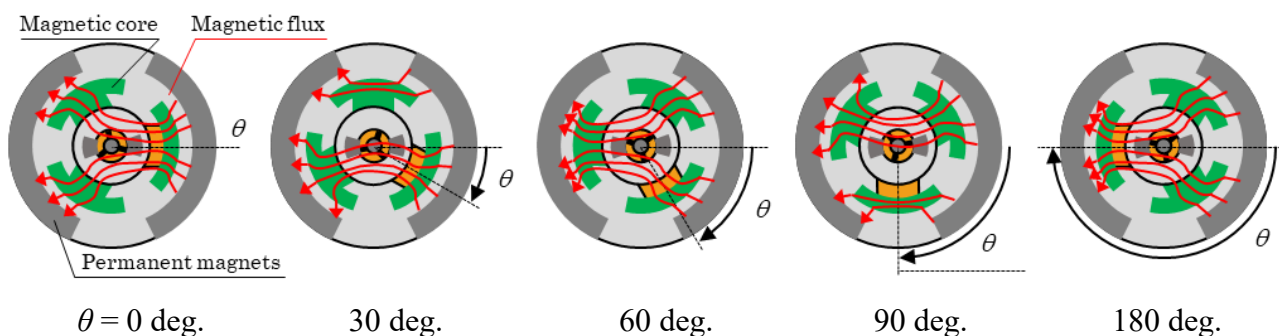 Magnetic core
Magnetic flux
θ
θ
θ
θ
θ
Permanent magnets
θ = 0 deg.
30 deg.
60 deg.
90 deg.
180 deg.